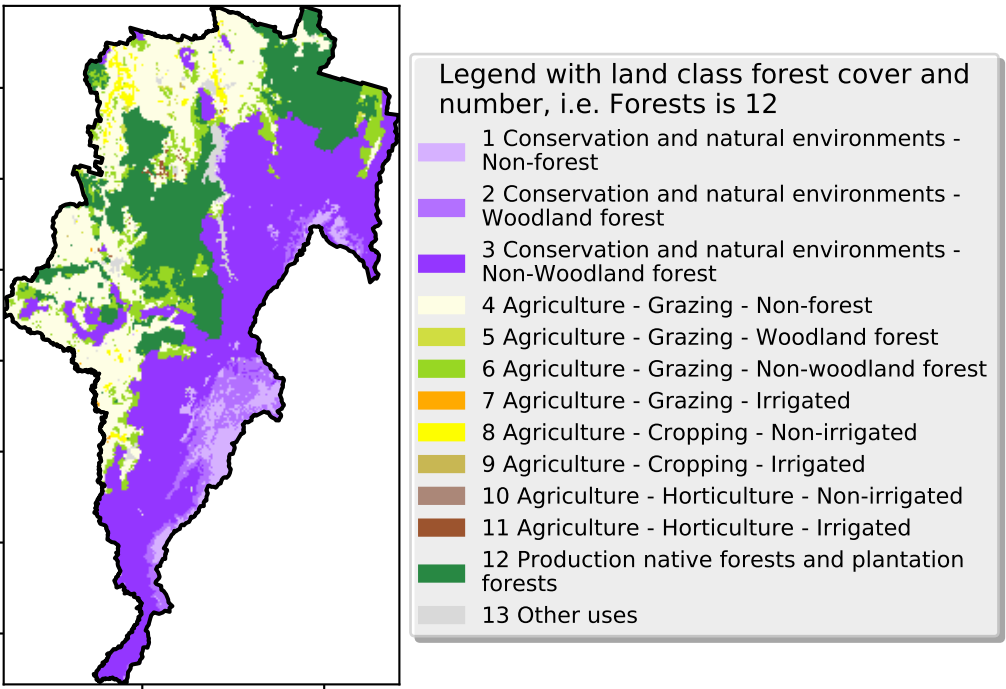 Legend with land class forest cover and
number, i.e. Forests is 12
1 Conservation and natural environments -
Non-forest
2 Conservation and natural environments -
Woodland forest
3 Conservation and natural environments -
Non-Woodland forest
4 Agriculture - Grazing - Non-forest
5 Agriculture - Grazing - Woodland forest
6 Agriculture - Grazing - Non-woodland forest
7 Agriculture - Grazing - Irrigated
8 Agriculture - Cropping - Non-irrigated
9 Agriculture - Cropping - Irrigated
10 Agriculture - Horticulture - Non-irrigated
11 Agriculture - Horticulture - Irrigated
12 Production native forests and plantation
forests
13 Other uses